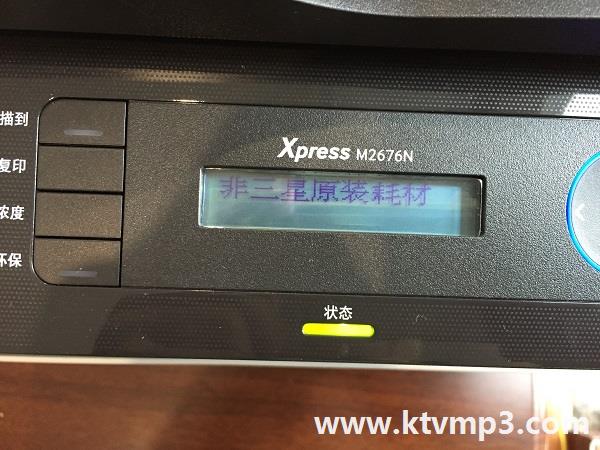 Xpress M2676N
描到
复印
浓度
环保
非三星原装耗材
状态
www.ktvmp3.com